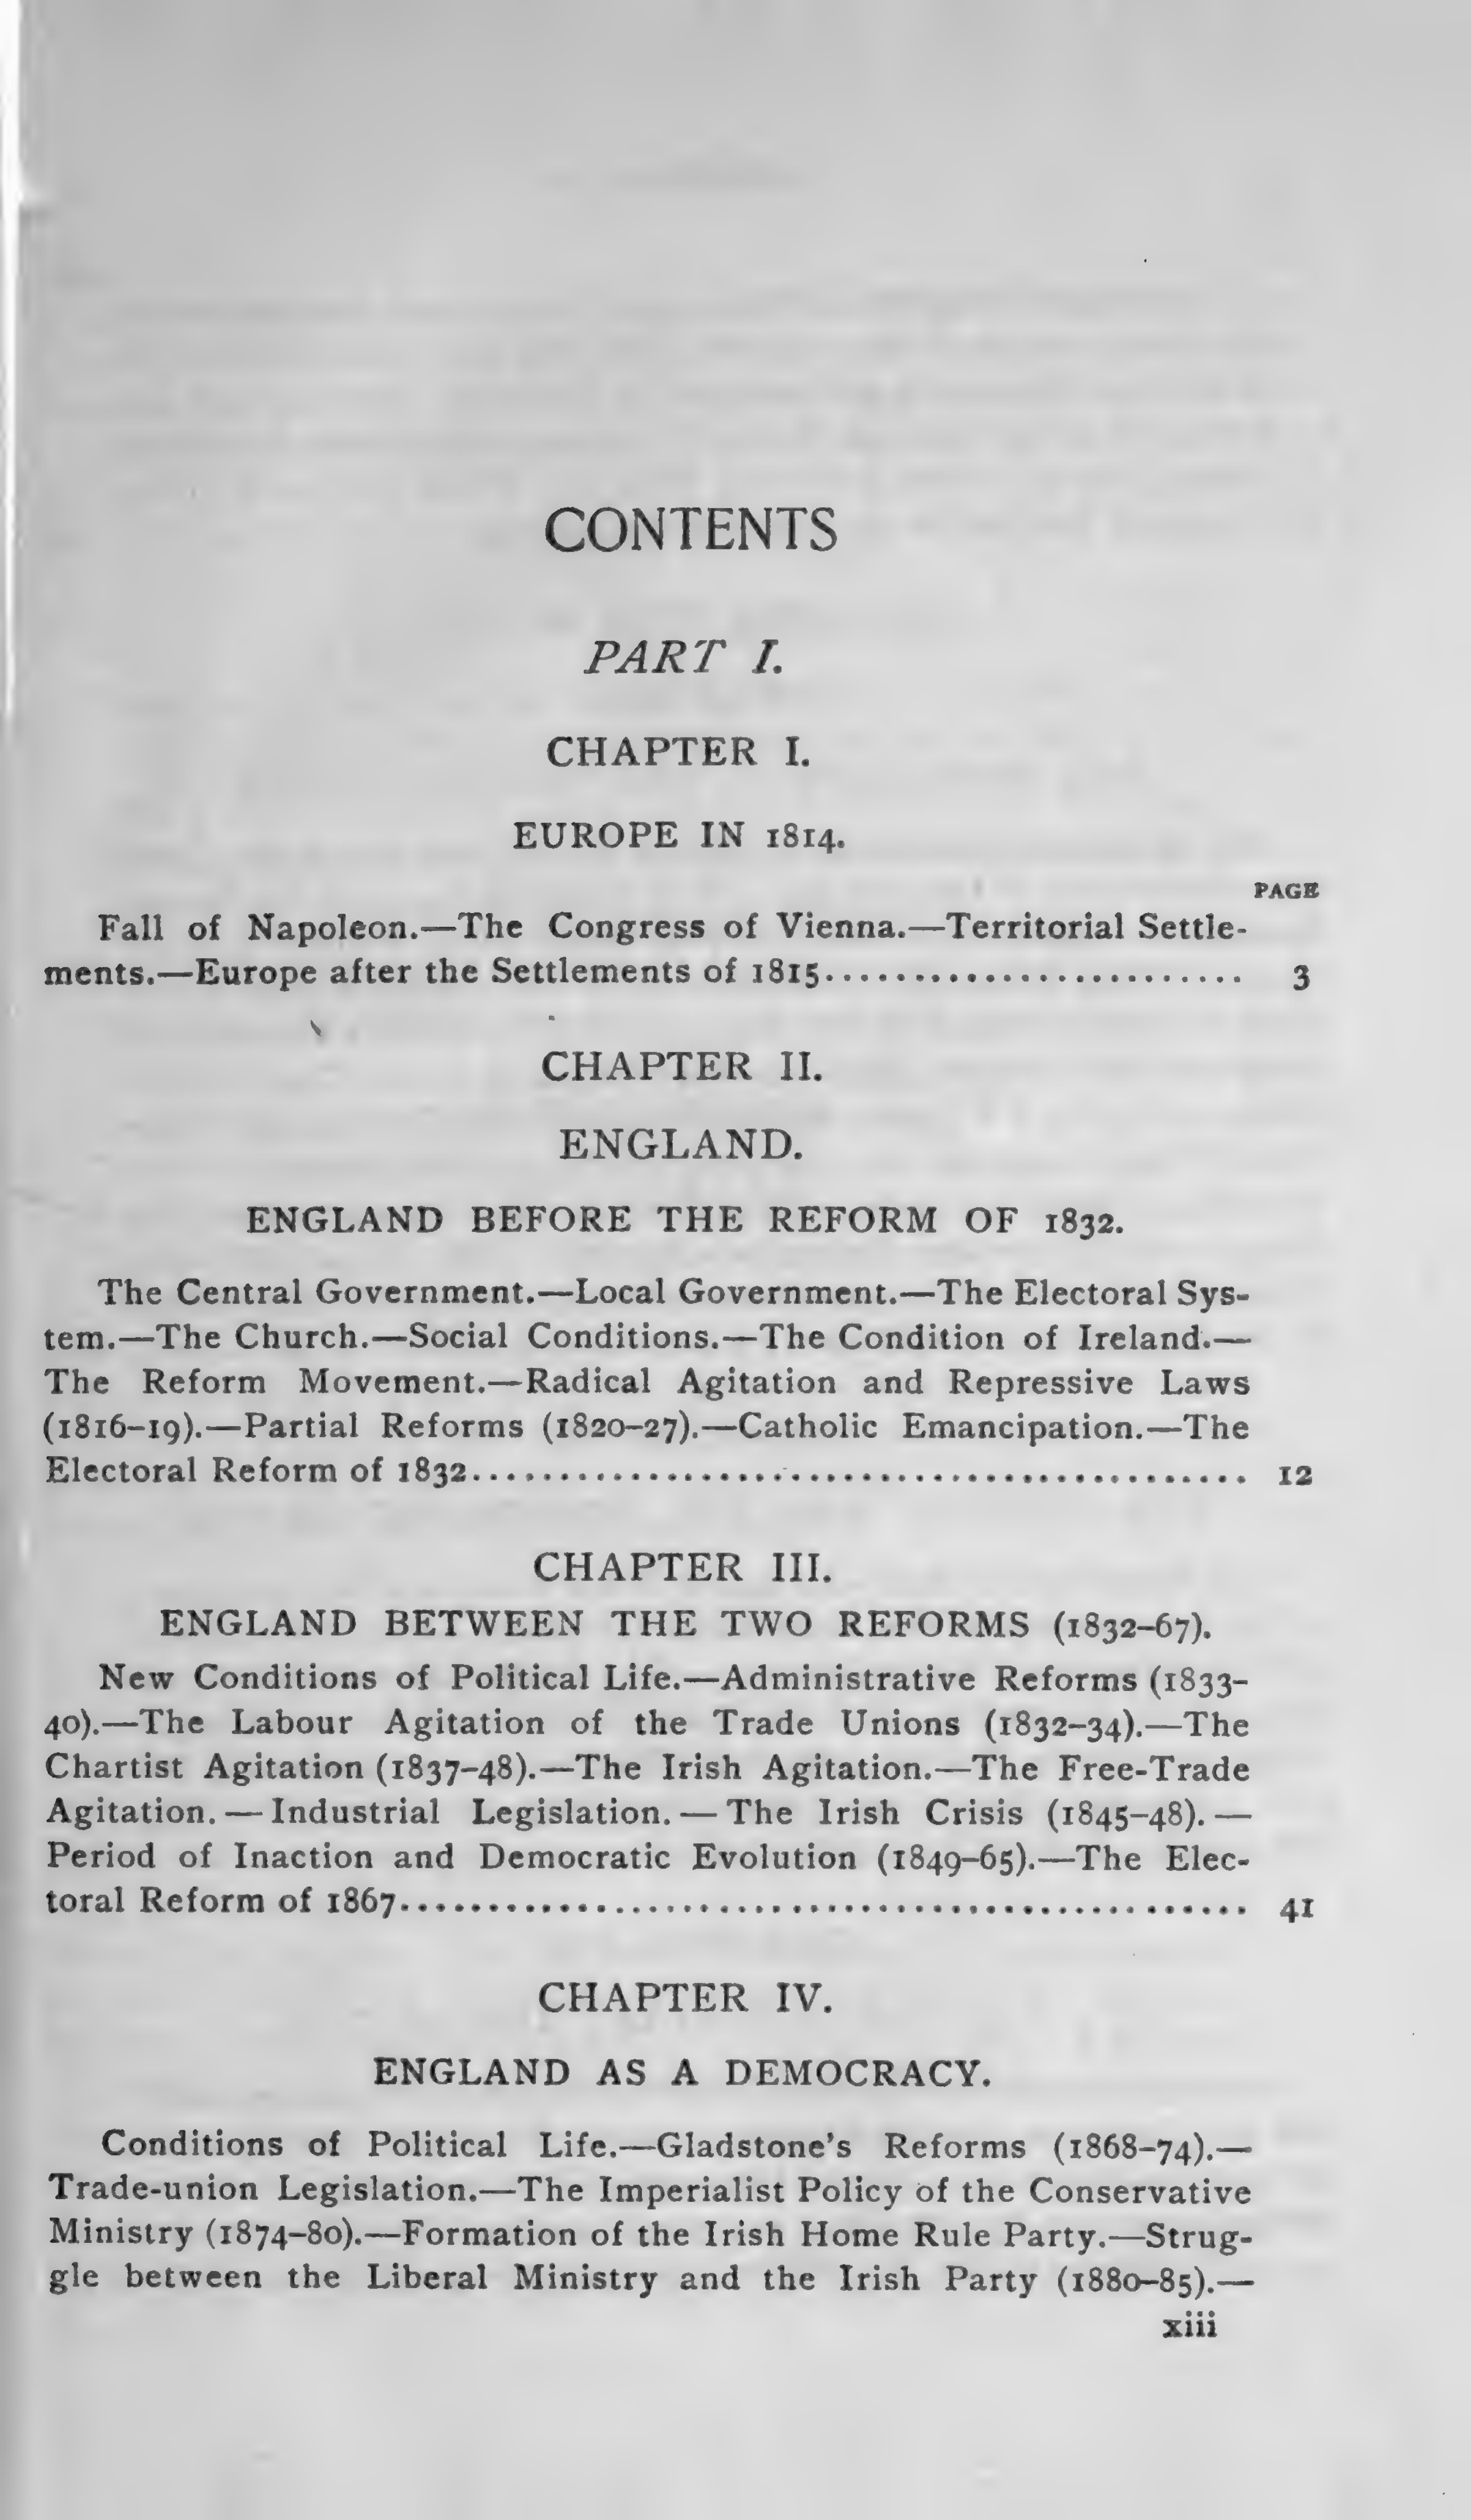 CONTENTS
PART I.
CHAPTER I.
EUROPE IN 1814.
PAGE
Fall of Napoleon.—The Congress of Vienna.—Territorial Settle-
ments.—Europe after the Settlements of 1815........................ 3
CHAPTER II.
ENGLAND.
ENGLAND BEFORE THE REFORM OF 1832.
The Central Government.—Local Government.—The Electoral Sys-
tem.—The Church.—Social Conditions.—The Condition of Ireland.—
The Reform Movement.—Radical Agitation and Repressive Laws
(1816–19).—Partial Reforms (1820–27).—Catholic Emancipation.—The
Electoral Reform of 1832............................................ 12
CHAPTER III.
ENGLAND BETWEEN THE TWO REFORMS (1832–67).
New Conditions of Political Life.—Administrative Reforms (1833–
40).—The Labour Agitation of the Trade Unions (1832–34).—The
Chartist Agitation (1837–48).—The Irish Agitation.—The Free-Trade
Agitation.—Industrial Legislation.—The Irish Crisis (1845–48).—
Period of Inaction and Democratic Evolution (1849–65).—The Elec-
toral Reform of 1867................................................ 41
CHAPTER IV.
ENGLAND AS A DEMOCRACY.
Conditions of Political Life.—Gladstone's Reforms (1868–74).—
Trade-union Legislation.—The Imperialist Policy of the Conservative
Ministry (1874–80).—Formation of the Irish Home Rule Party.—Strug-
gle between the Liberal Ministry and the Irish Party (1880–85).—
xiii